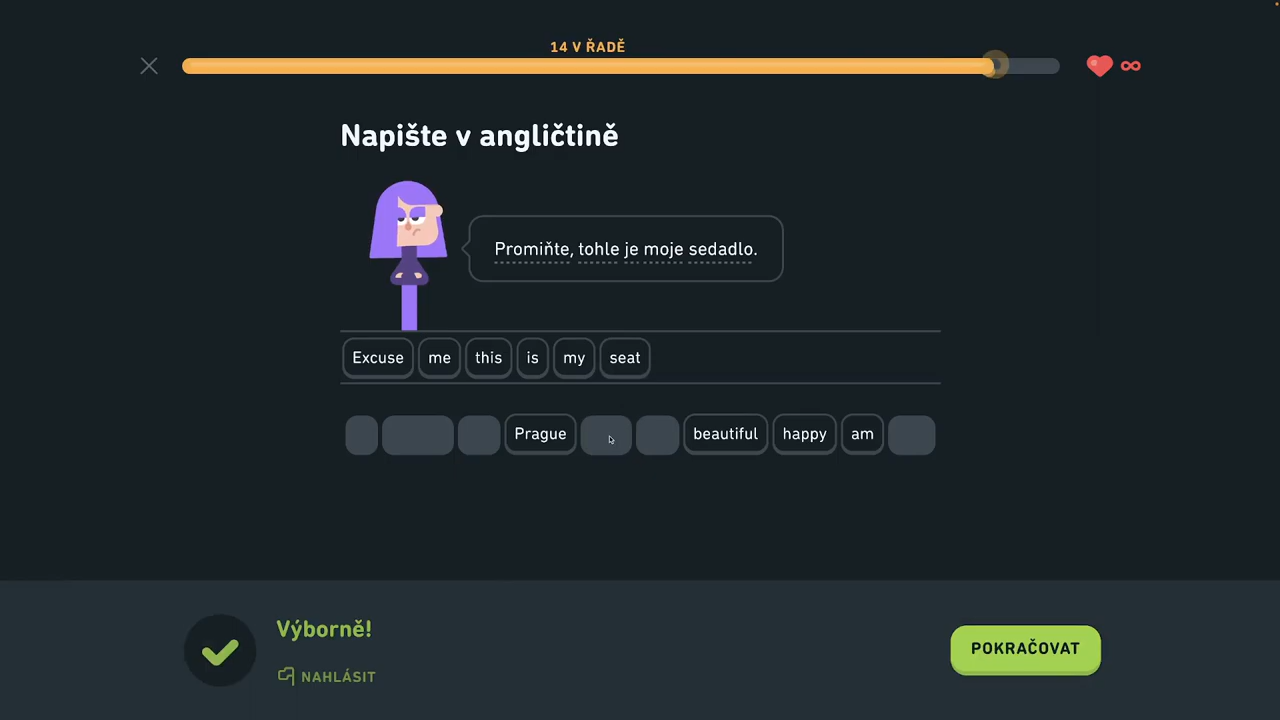 14 V ŘADĚ
Napište v angličtině
Promiňte, tohle je moje sedadlo.
Excuse me this is my seat
Prague beautiful happy am
Výborně!
NAHLÁSIT
POKRAČOVAT